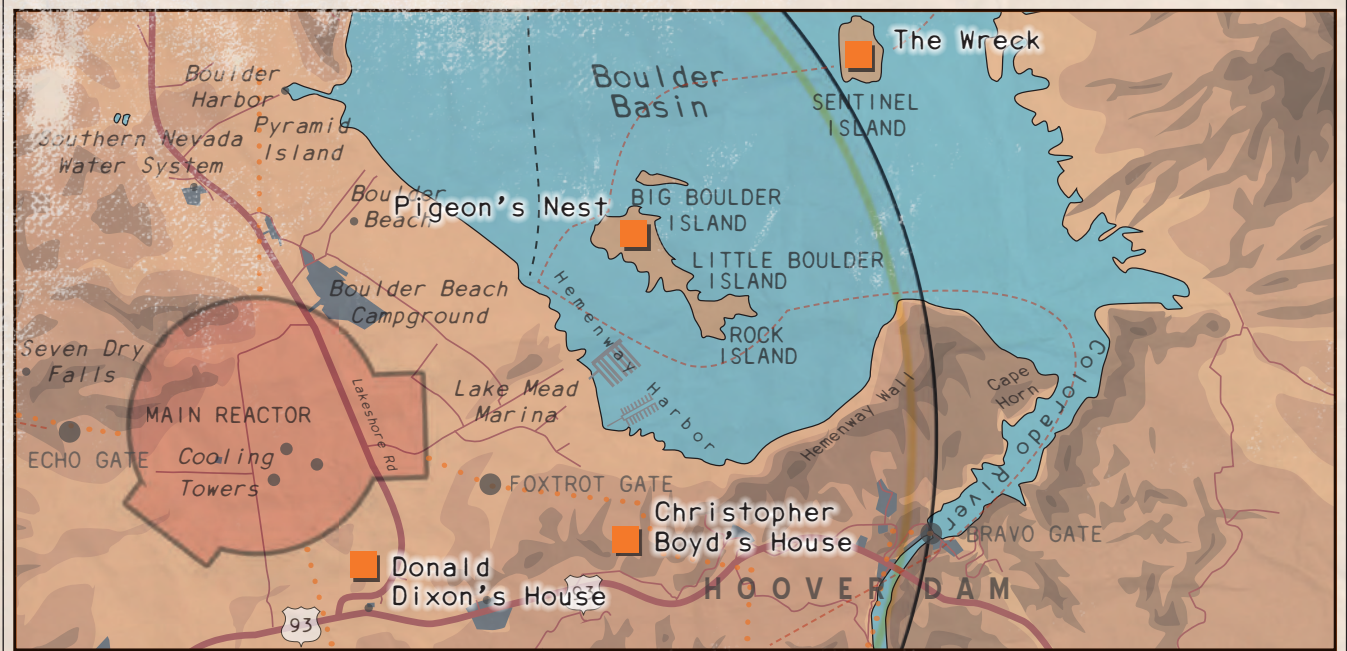 The Wreck
Boulder
Basin
SENTINEL
ISLAND
Boulder
Harbor
Pyramid
Island
Southern Nevada
Water System
Boulder
Beach
Pigeon's Nest
BIG BOULDER
ISLAND
LITTLE BOULDER
ISLAND
ROCK
ISLAND
Boulder Beach
Campground
Hemenway Harbor
Seven Dry
Falls
MAIN REACTOR
Lakeshore Rd
Lake Mead
Marina
Cooling
Towers
ECHO GATE
FOXTROT GATE
Hemenway Wall
Cape
Horn
Colorado River
Christopher
Boyd's House
BRAVO GATE
Donald
Dixon's House
HOOVER DAM
93
93